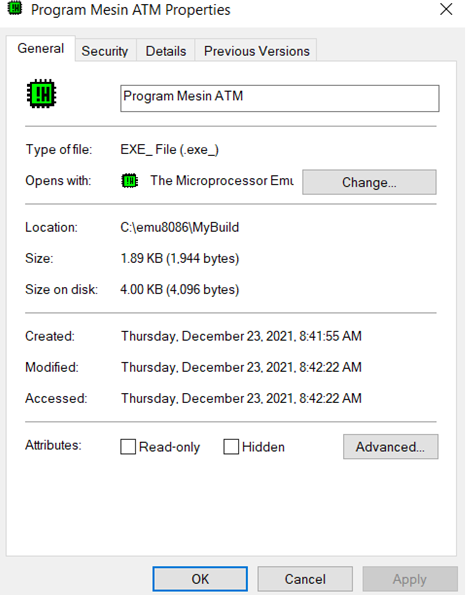 Program Mesin ATM Properties
General Security Details Previous Versions
!H
Program Mesin ATM
Type of file: EXE_ File (.exe_)
Opens with: The Microprocessor Emu Change...
Location: C:\emu8086\MyBuild
Size: 1.89 KB (1,944 bytes)
Size on disk: 4.00 KB (4,096 bytes)
Created: Thursday, December 23, 2021, 8:41:55 AM
Modified: Thursday, December 23, 2021, 8:42:22 AM
Accessed: Thursday, December 23, 2021, 8:42:22 AM
Attributes: Read-only Hidden Advanced...
OK Cancel Apply